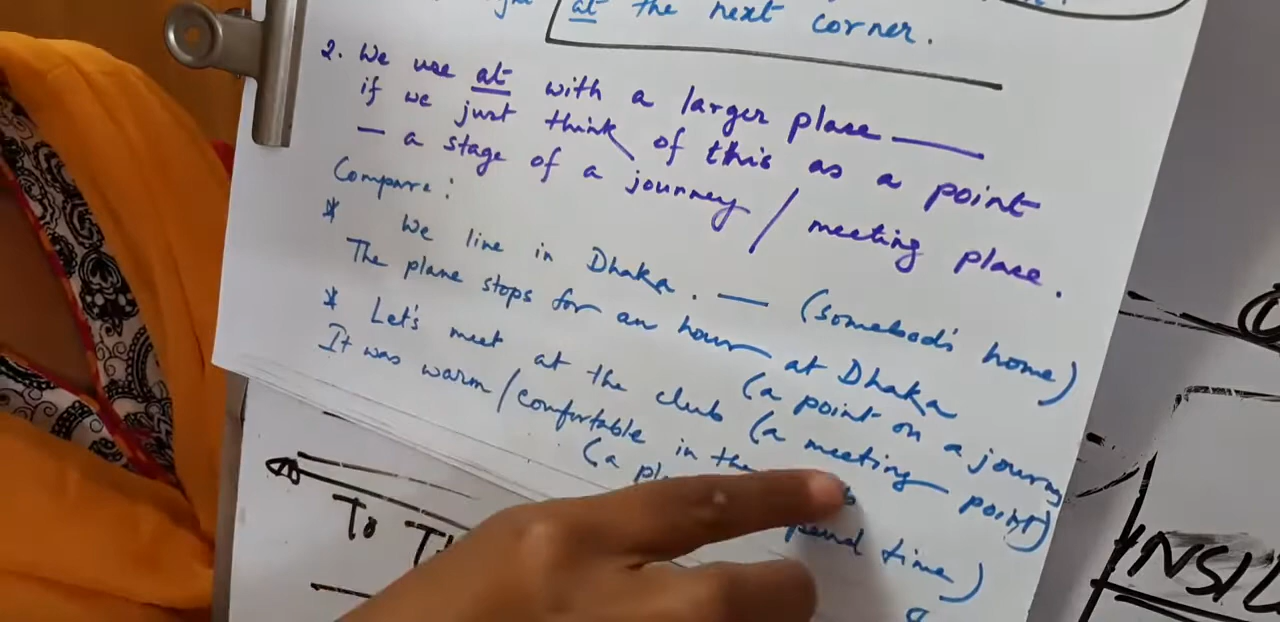 at the next corner.
2. We use at with a larger place —
if we just think of this as a point
— a stage of a journey / meeting place.
Compare:
* We live in Dhaka. — (somebod's home)
The plane stops for an hour at Dhaka
(a point on a journey
* Let's meet at the club (a meeting point)
It was warm / comfortable in the
(a
time)
To
INSI